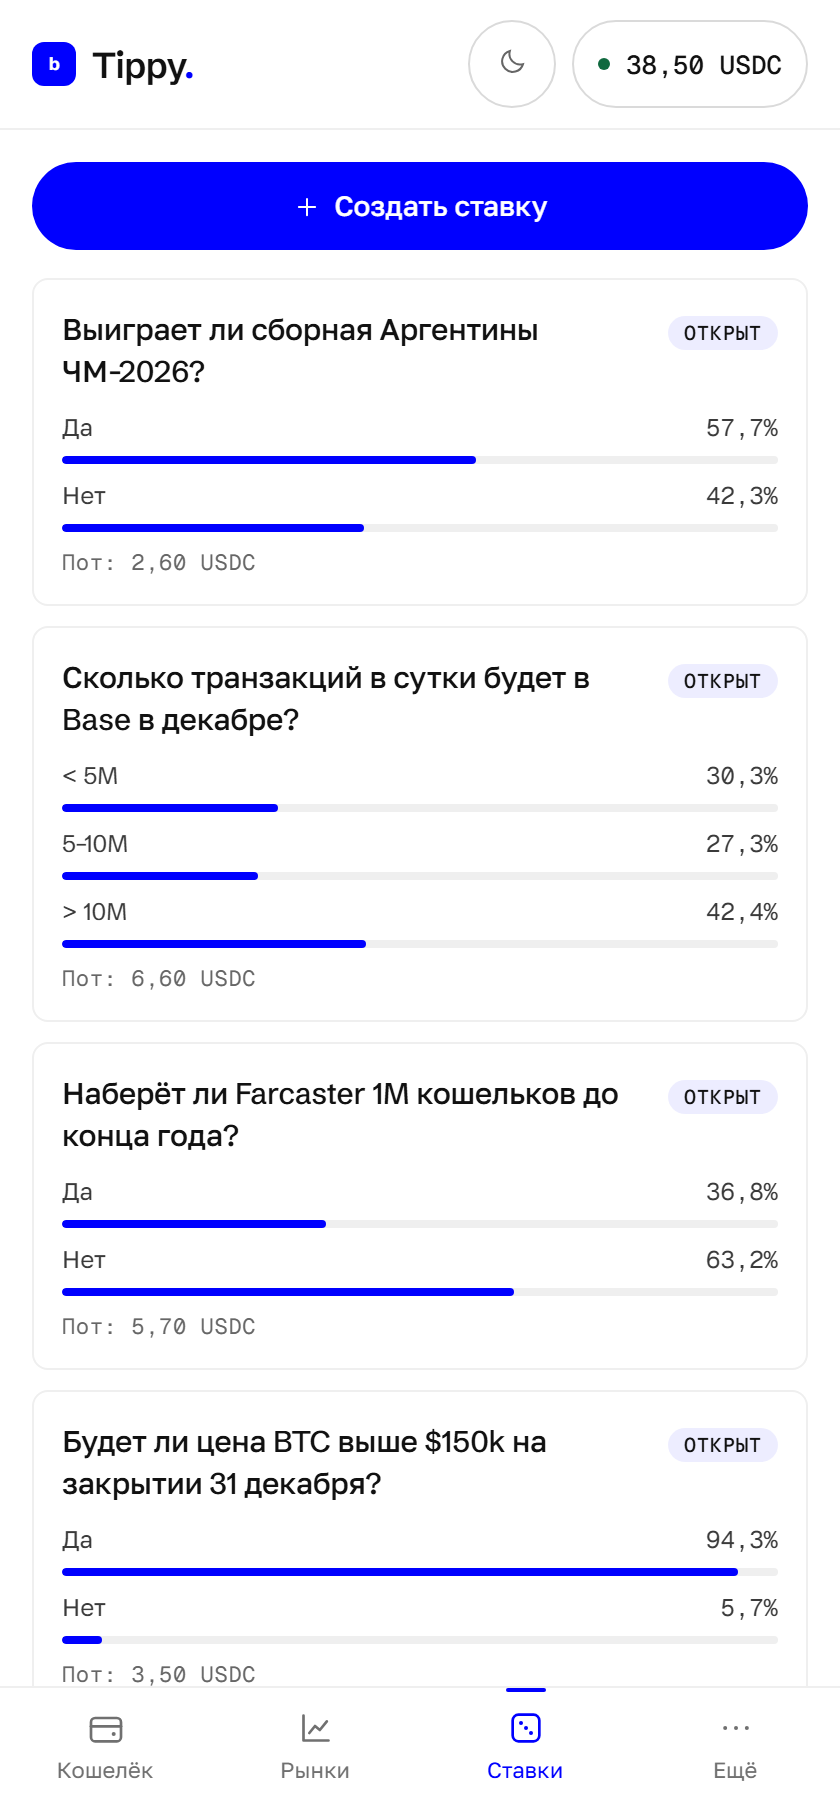 b Tippy.
38,50 USDC
+ Создать ставку
Выиграет ли сборная Аргентины
ЧМ-2026?
ОТКРЫТ
Да 57,7%
Нет 42,3%
Пот: 2,60 USDC
Сколько транзакций в сутки будет в
Base в декабре?
ОТКРЫТ
< 5M 30,3%
5–10M 27,3%
> 10M 42,4%
Пот: 6,60 USDC
Наберёт ли Farcaster 1M кошельков до
конца года?
ОТКРЫТ
Да 36,8%
Нет 63,2%
Пот: 5,70 USDC
Будет ли цена BTC выше $150k на
закрытии 31 декабря?
ОТКРЫТ
Да 94,3%
Нет 5,7%
Пот: 3,50 USDC
Кошелёк Рынки Ставки Ещё